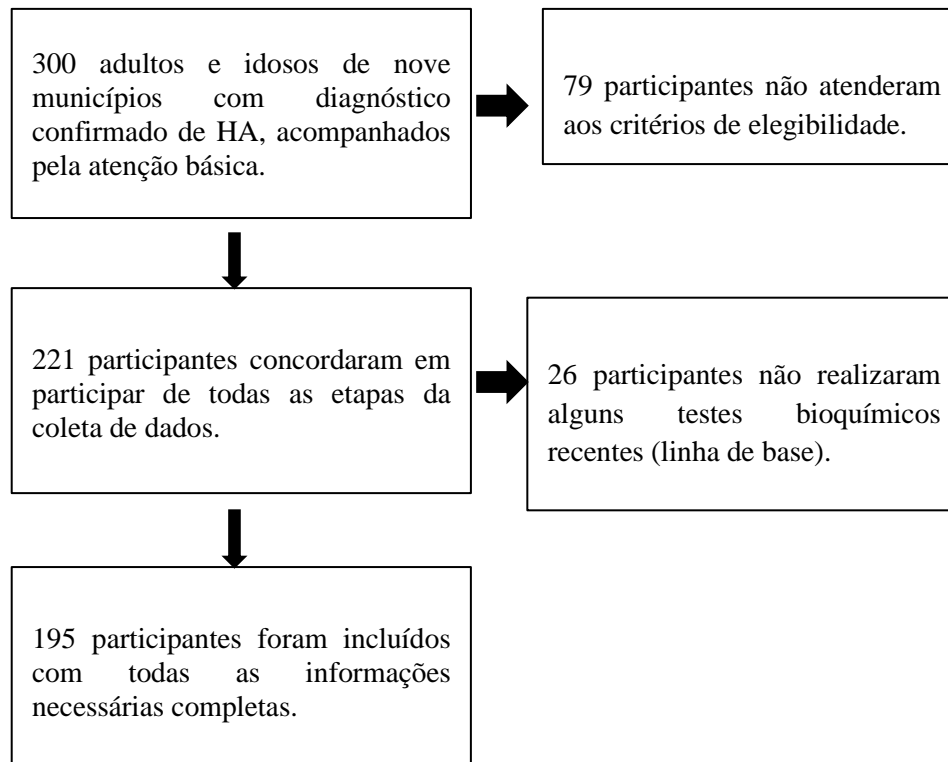 300 adultos e idosos de nove
municípios com diagnóstico
confirmado de HA, acompanhados
pela atenção básica.
79 participantes não atenderam
aos critérios de elegibilidade.
221 participantes concordaram em
participar de todas as etapas da
coleta de dados.
26 participantes não realizaram
alguns testes bioquímicos
recentes (linha de base).
195 participantes foram incluídos
com todas as informações
necessárias completas.